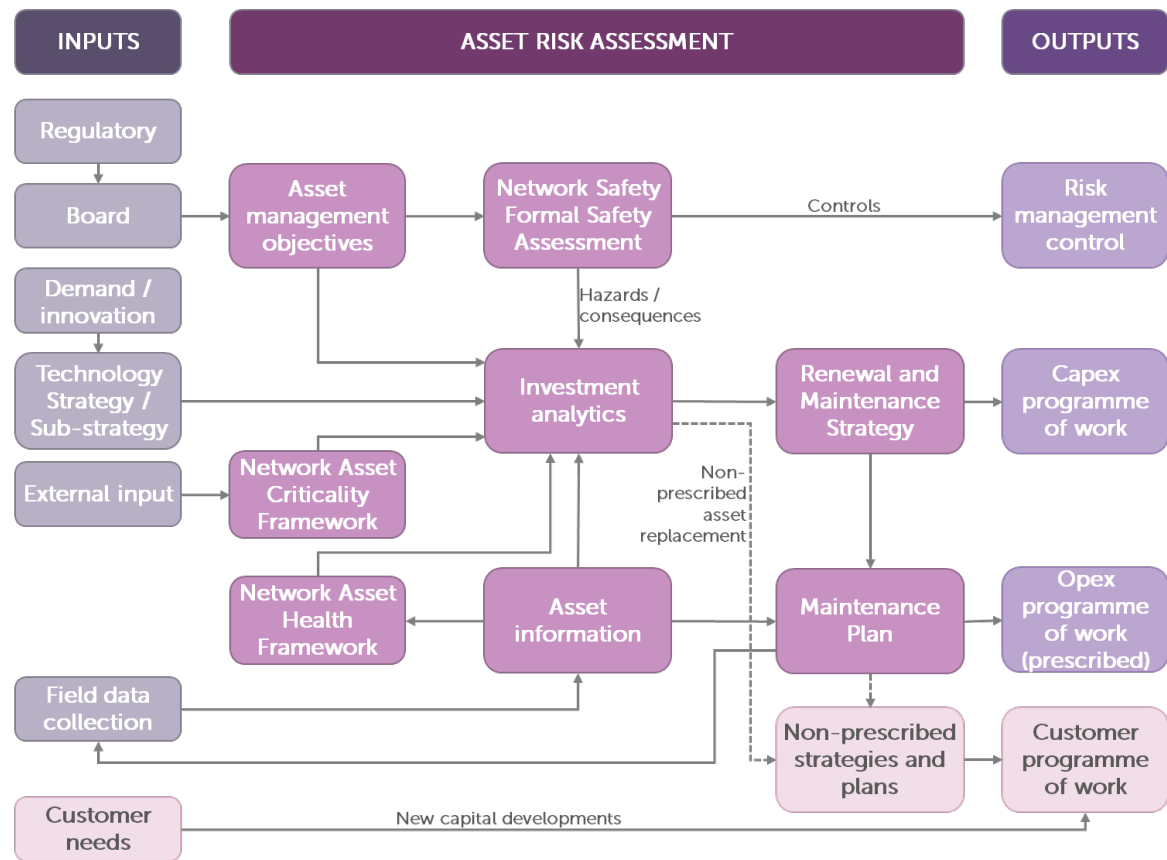 INPUTS
ASSET RISK ASSESSMENT
OUTPUTS
Regulatory
Board
Asset
management
objectives
Network Safety
Formal Safety
Assessment
Controls
Risk
management
control
Demand /
innovation
Hazards /
consequences
Technology
Strategy /
Sub-strategy
Investment
analytics
Renewal and
Maintenance
Strategy
Capex
programme
of work
External input
Network Asset
Criticality
Framework
Non-
prescribed
asset
replacement
Network Asset
Health
Framework
Asset
information
Maintenance
Plan
Opex
programme
of work
(prescribed)
Field data
collection
Non-prescribed
strategies and
plans
Customer
programme
of work
Customer
needs
New capital developments